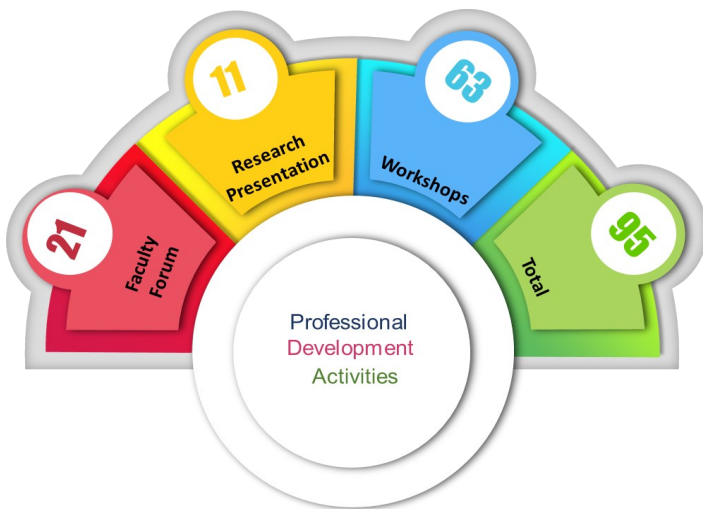 21
Faculty
Forum
11
Research
Presentation
63
Workshops
95
Total
Professional
Development
Activities